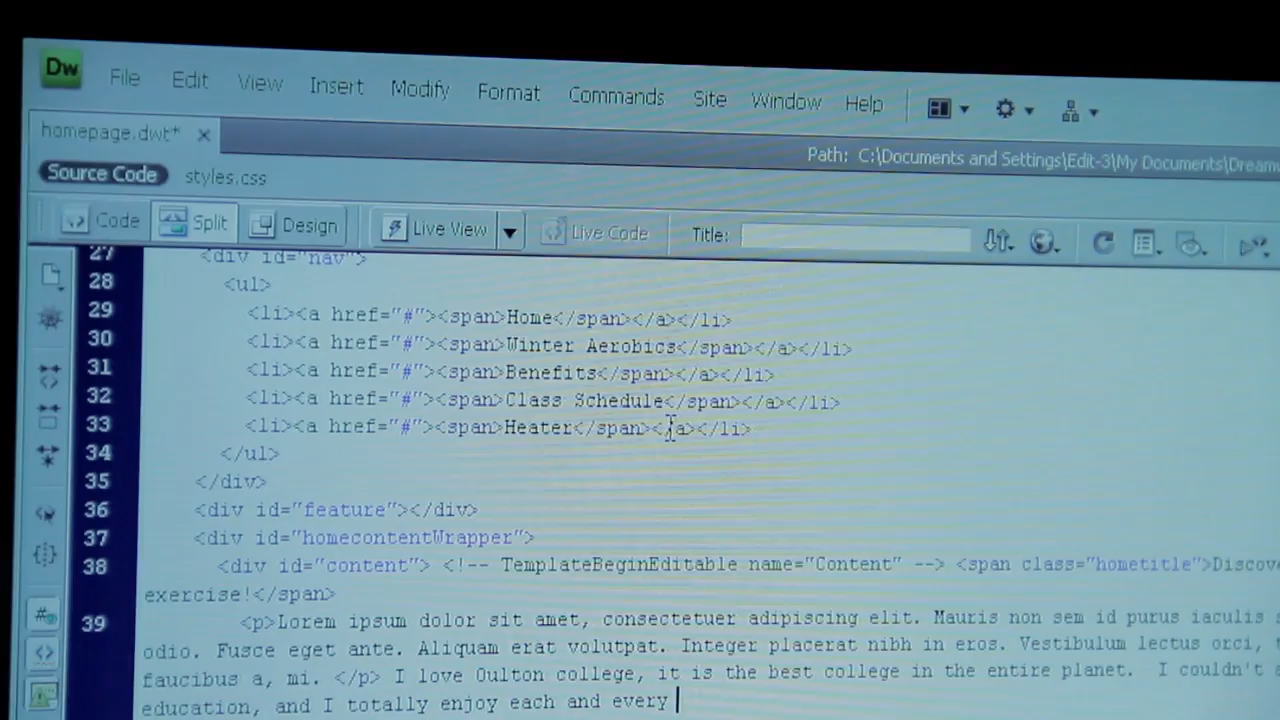 Dw File Edit View Insert Modify Format Commands Site Window Help
homepage.dwt* ×
Path: C:\Documents and Settings\Edit-3\My Documents\Dreamw
Source Code styles.css
Code Split Design Live View Live Code Title:
27 <div id="nav">
28 <ul>
29 <li><a href="#"><span>Home</span></a></li>
30 <li><a href="#"><span>Winter Aerobics</span></a></li>
31 <li><a href="#"><span>Benefits</span></a></li>
32 <li><a href="#"><span>Class Schedule</span></a></li>
33 <li><a href="#"><span>Heater</span></a></li>
34 </ul>
35 </div>
36 <div id="feature"></div>
37 <div id="homecontentWrapper">
38 <div id="content"> <!-- TemplateBeginEditable name="Content" --> <span class="hometitle">Discove
exercise!</span>
39 <p>Lorem ipsum dolor sit amet, consectetuer adipiscing elit. Mauris non sem id purus iaculis
odio. Fusce eget ante. Aliquam erat volutpat. Integer placerat nibh in eros. Vestibulum lectus orci,
faucibus a, mi. </p> I love Oulton college, it is the best college in the entire planet. I couldn't
education, and I totally enjoy each and every